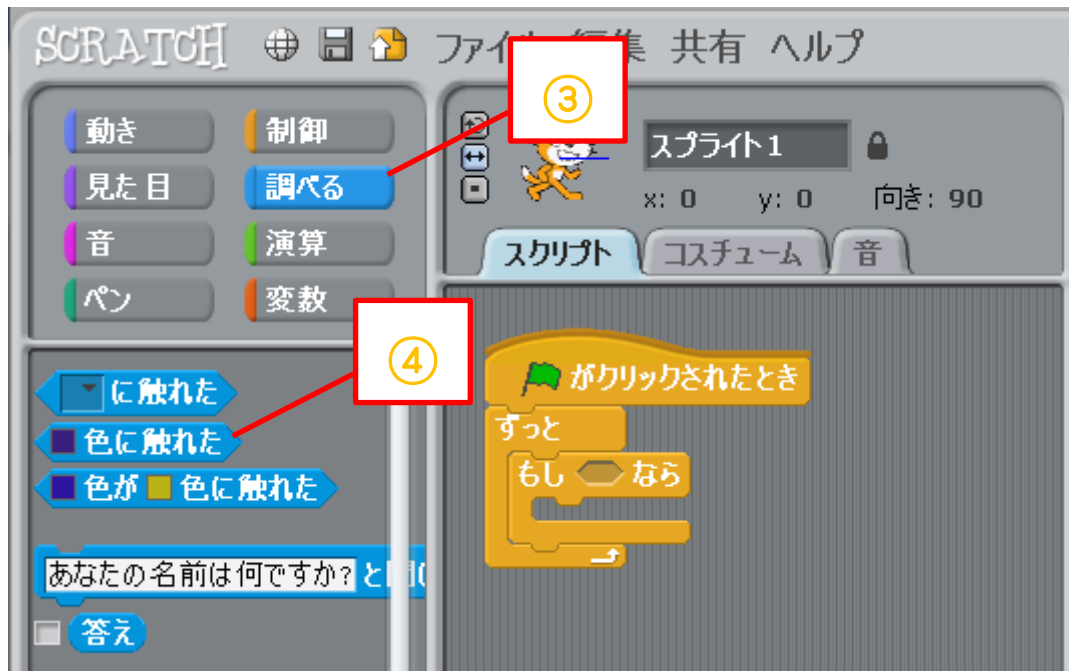 SCRATCH ファイル 編集 共有 ヘルプ
③
動き 制御
見た目 調べる
音 演算
ペン 変数
スプライト1
x: 0 y: 0 向き: 90
スクリプト コスチューム 音
④
に触れた
色に触れた
色が 色に触れた
あなたの名前は何ですか? と
答え
がクリックされたとき
ずっと
もし なら